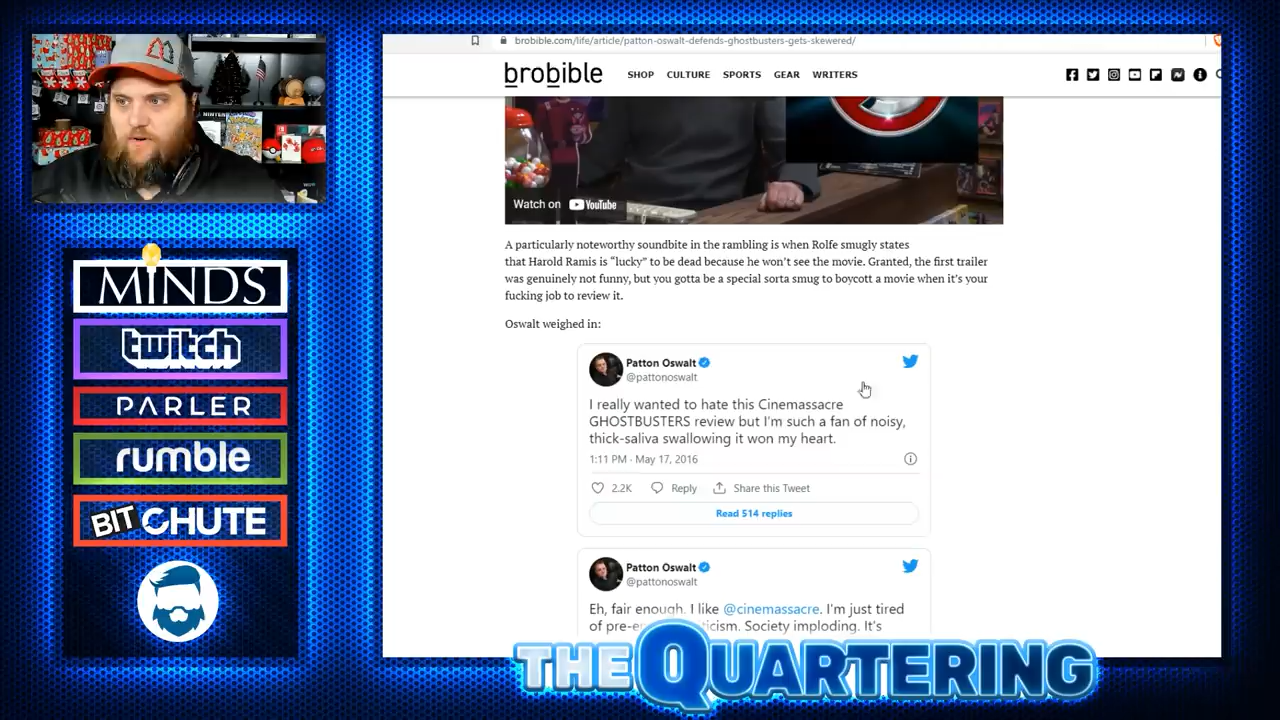 brobible.com/life/article/patton-oswalt-defends-ghostbusters-gets-skewered/
brobible
SHOP CULTURE SPORTS GEAR WRITERS
Watch on YouTube
A particularly noteworthy soundbite in the rambling is when Rolfe smugly states
that Harold Ramis is “lucky” to be dead because he won’t see the movie. Granted, the first trailer
was genuinely not funny, but you gotta be a special sorta smug to boycott a movie when it’s your
fucking job to review it.
Oswalt weighed in:
Patton Oswalt
@pattonoswalt
I really wanted to hate this Cinemassacre
GHOSTBUSTERS review but I'm such a fan of noisy,
thick-saliva swallowing it won my heart.
1:11 PM · May 17, 2016
2.2K Reply Share this Tweet
Read 514 replies
Patton Oswalt
@pattonoswalt
Eh, fair enough. I like @cinemassacre. I'm just tired
Society imploding. It's
MINDS
twitch
PARLER
rumble
BITCHUTE
THE QUARTERING